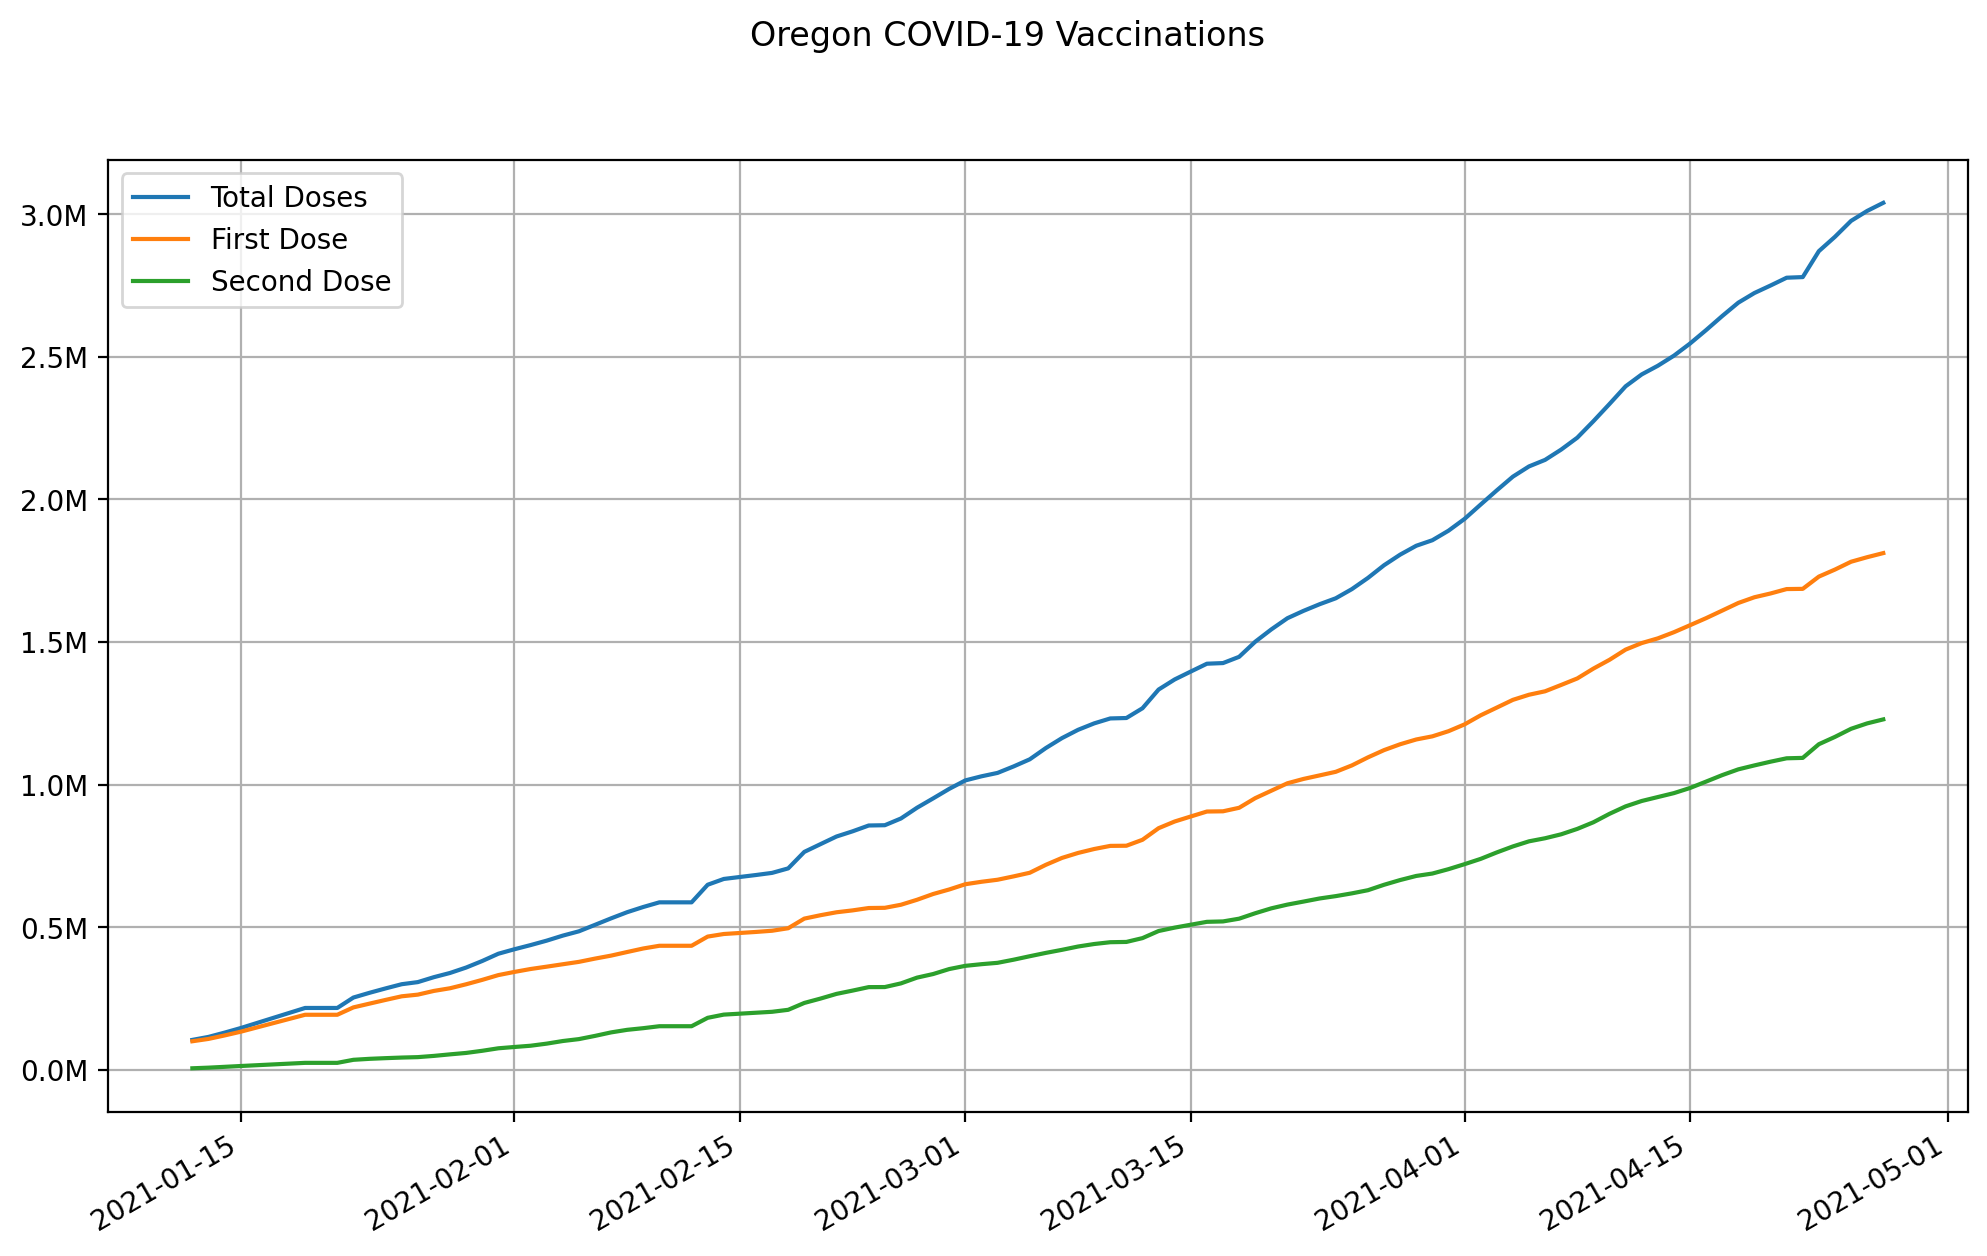 Oregon COVID-19 Vaccinations
Total Doses
First Dose
Second Dose
3.0M
2.5M
2.0M
1.5M
1.0M
0.5M
0.0M
2021-01-15
2021-02-01
2021-02-15
2021-03-01
2021-03-15
2021-04-01
2021-04-15
2021-05-01